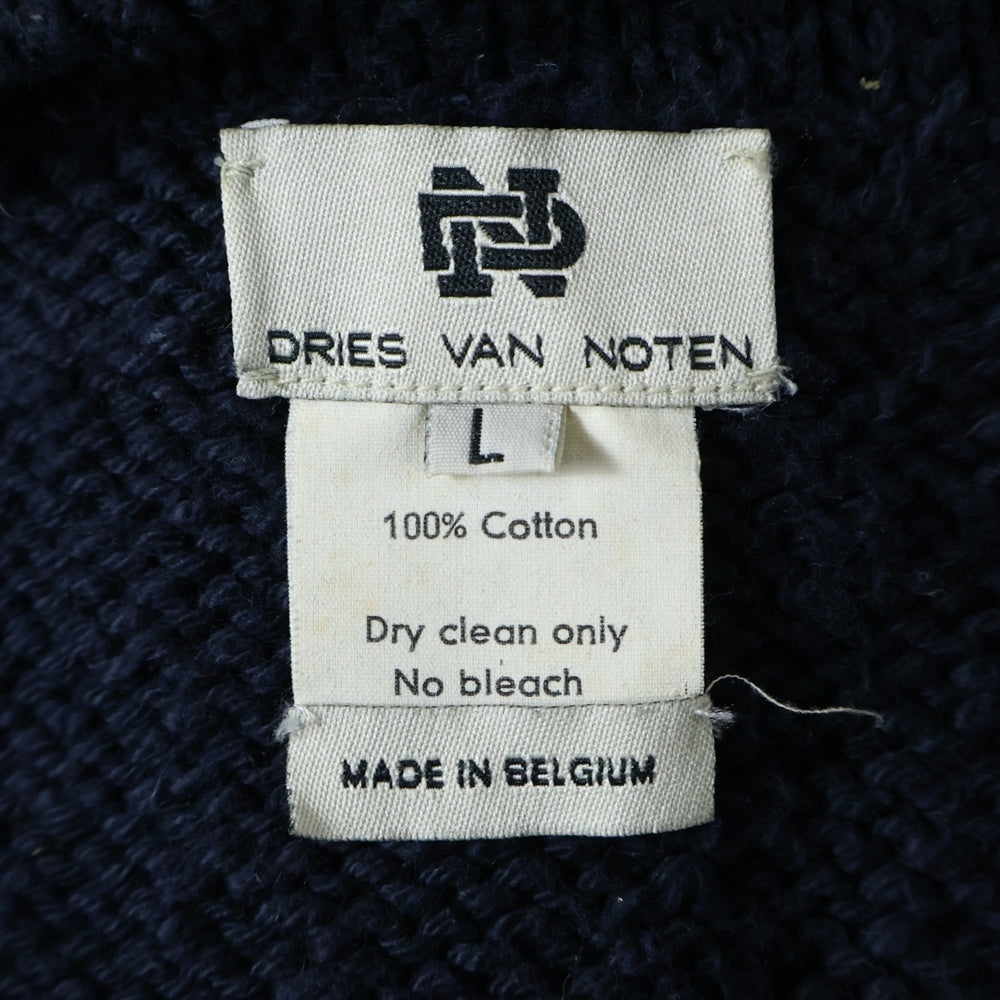 DRIES VAN NOTEN
L
100% Cotton
Dry clean only
No bleach
MADE IN BELGIUM